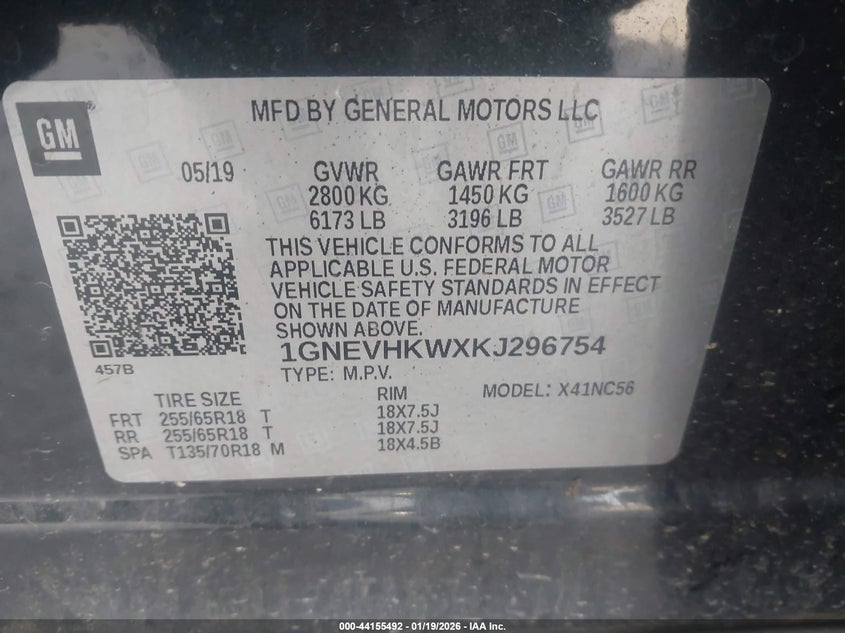 GM
MFD BY GENERAL MOTORS LLC
05/19 GVWR GAWR FRT GAWR RR
2800 KG 1450 KG 1600 KG
6173 LB 3196 LB 3527 LB
THIS VEHICLE CONFORMS TO ALL
APPLICABLE U.S. FEDERAL MOTOR
VEHICLE SAFETY STANDARDS IN EFFECT
ON THE DATE OF MANUFACTURE
SHOWN ABOVE.
457B
1GNEVHKWXKJ296754
TYPE: M.P.V.
MODEL: X41NC56
TIRE SIZE RIM
FRT 255/65R18 T 18X7.5J
RR 255/65R18 T 18X7.5J
SPA T135/70R18 M 18X4.5B
000-44155492 - 01/19/2026 - IAA Inc.